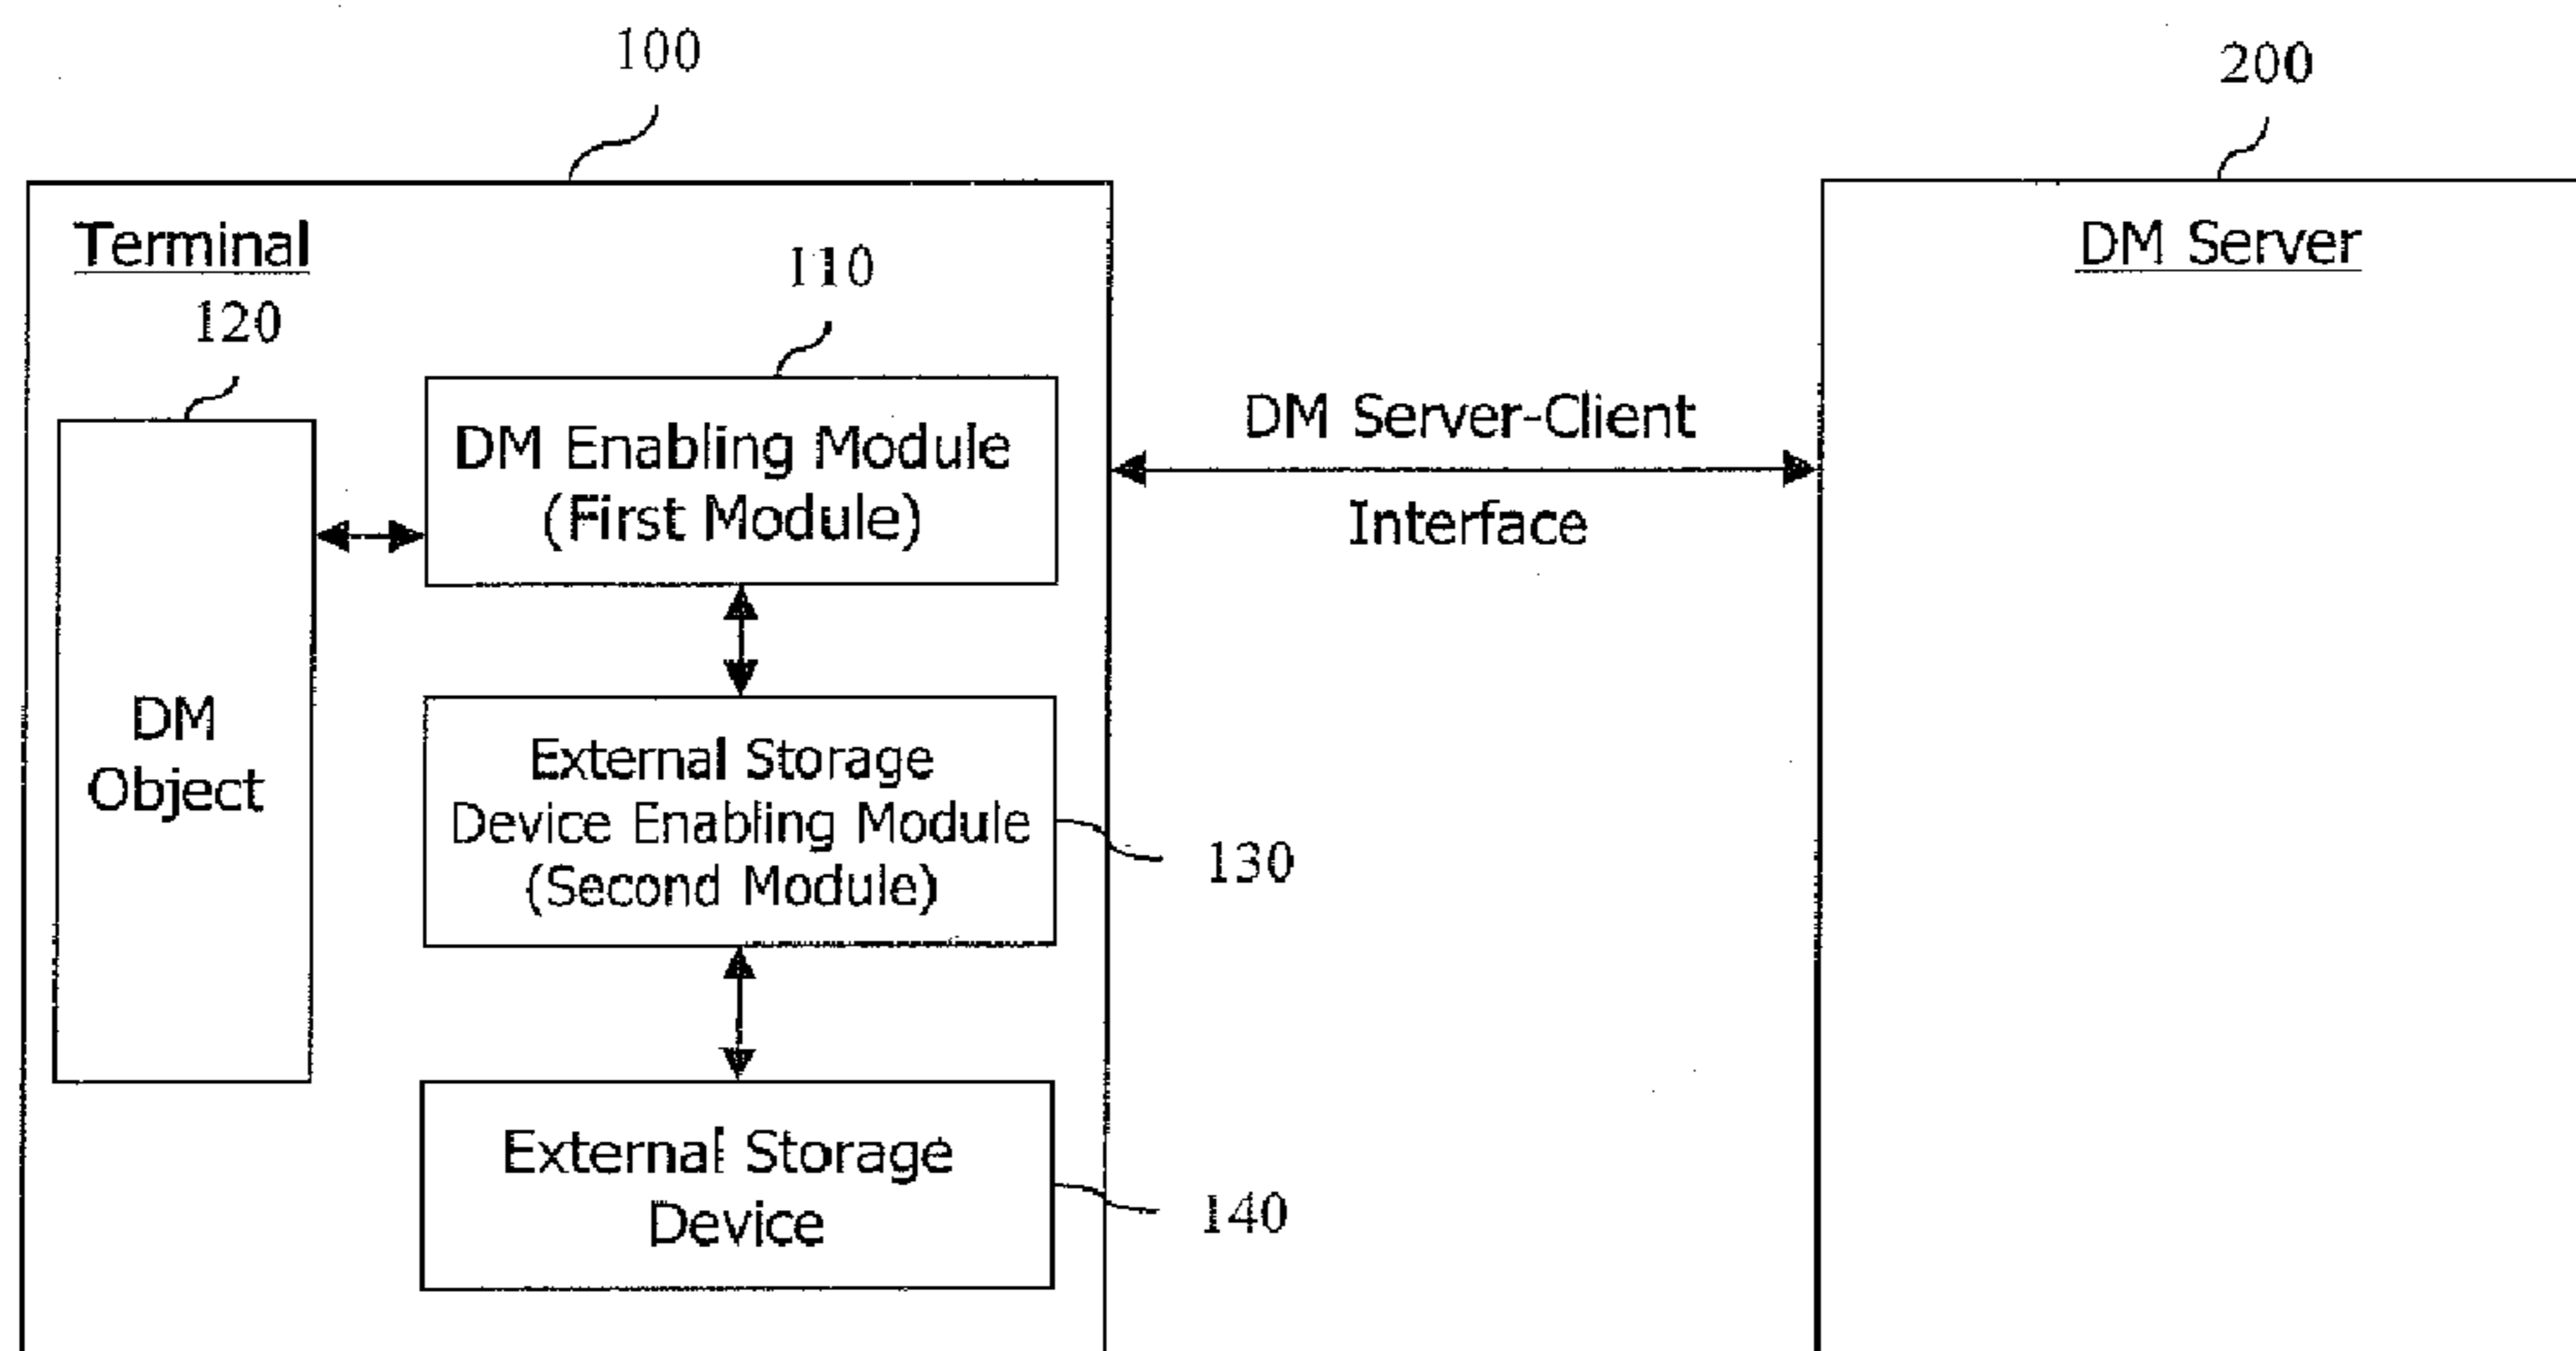 100
200
Terminal
DM Server
110
120
DM Enabling Module
(First Module)
DM Server-Client
Interface
DM
Object
External Storage
Device Enabling Module
(Second Module)
130
External Storage
Device
140